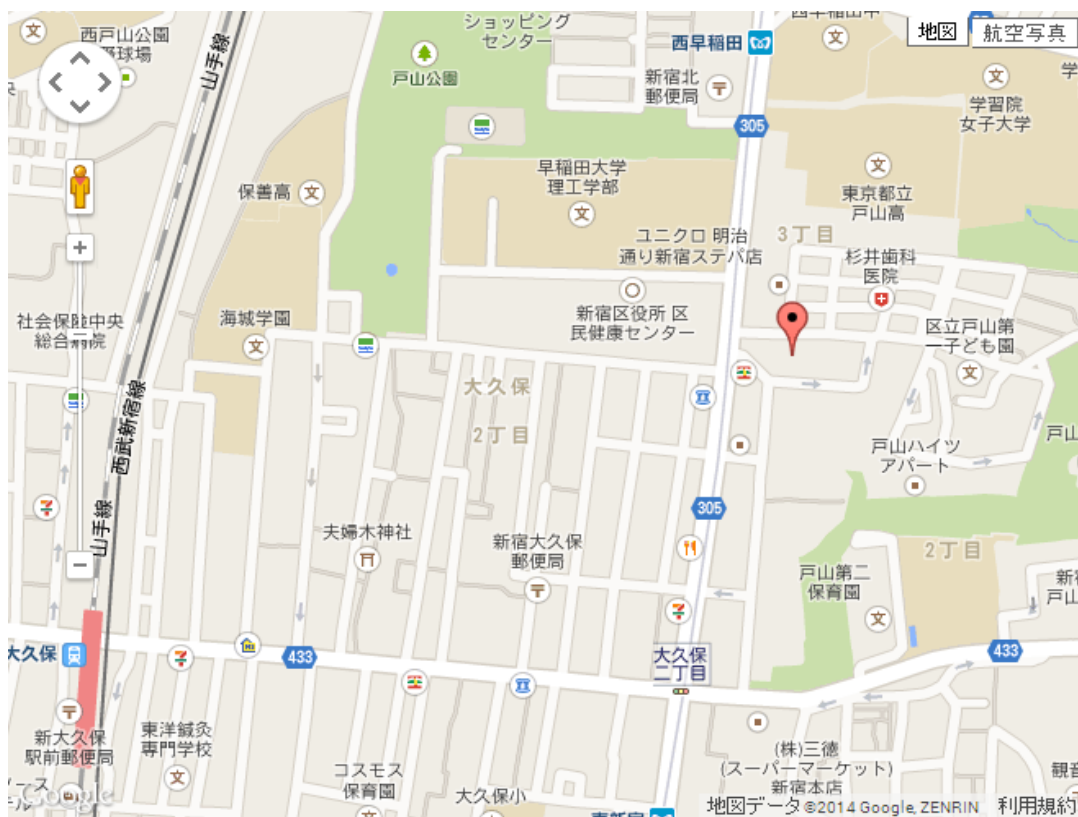 ショッピング
センター
西戸山公園
野球場
山手線
戸山公園
西早稲田
新宿北
郵便局
地図
航空写真
305
学習院
女子大学
早稲田大学
理工学部
東京都立
戸山高
保善高
ユニクロ 明治
通り新宿ステパ店
3丁目
杉井歯科
医院
新宿区役所 区
民健康センター
海城学園
社会保険中央
総合病院
区立戸山第
一子ども園
大久保
2丁目
西武新宿線
戸山ハイツ
アパート
山手線
305
夫婦木神社
新宿大久保
郵便局
2丁目
戸山第二
保育園
大久保
433
大久保
二丁目
433
新大久保
駅前郵便局
東洋鍼灸
専門学校
コスモス
保育園
大久保小
(株)三徳
(スーパーマーケット)
新宿本店
Google
地図データ ©2014 Google, ZENRIN
利用規約